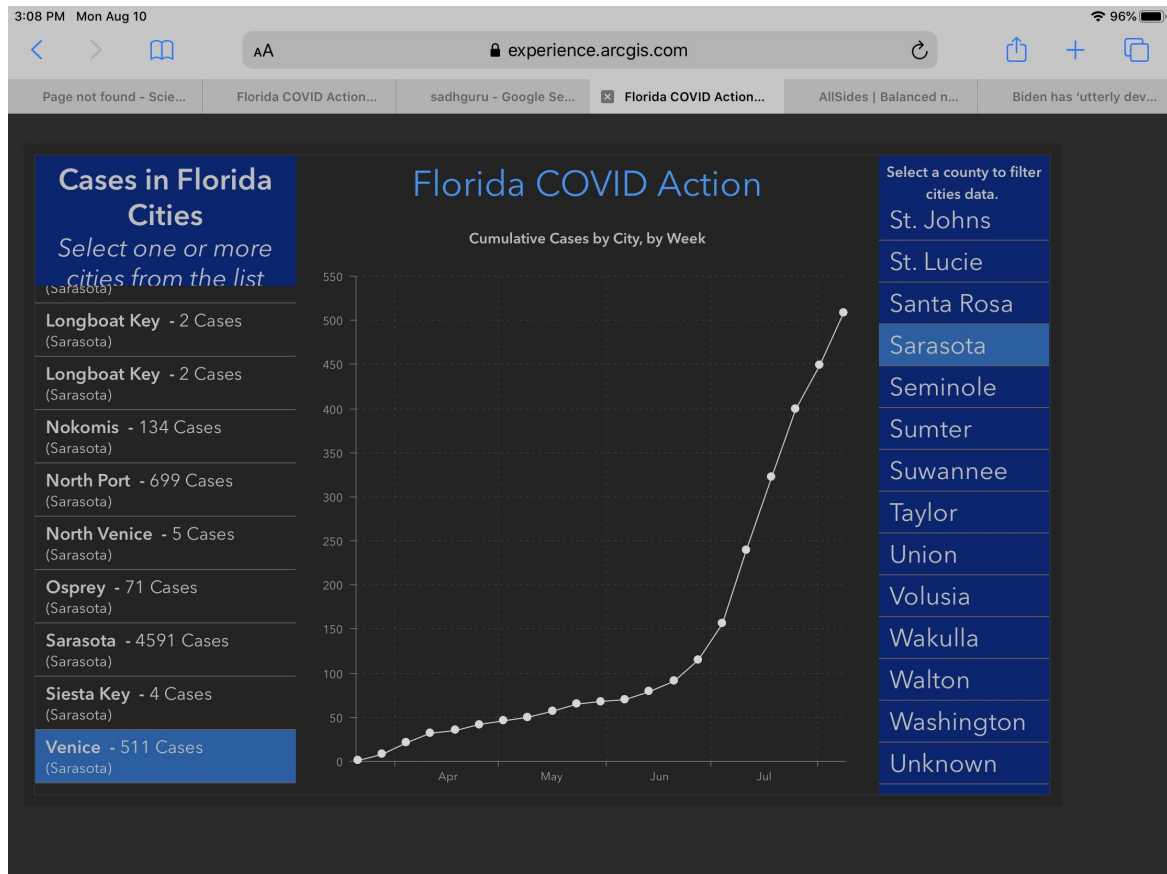 3:08 PM Mon Aug 10
96%
AA
experience.arcgis.com
Page not found - Scie...
Florida COVID Action...
sadhguru - Google Se...
Florida COVID Action...
AllSides | Balanced n...
Biden has ‘utterly dev...
Cases in Florida
Cities
Select one or more
cities from the list
(Sarasota)
Longboat Key - 2 Cases
(Sarasota)
Longboat Key - 2 Cases
(Sarasota)
Nokomis - 134 Cases
(Sarasota)
North Port - 699 Cases
(Sarasota)
North Venice - 5 Cases
(Sarasota)
Osprey - 71 Cases
(Sarasota)
Sarasota - 4591 Cases
(Sarasota)
Siesta Key - 4 Cases
(Sarasota)
Venice - 511 Cases
(Sarasota)
Florida COVID Action
Cumulative Cases by City, by Week
550
500
450
400
350
300
250
200
150
100
50
0
Apr
May
Jun
Jul
Select a county to filter
cities data.
St. Johns
St. Lucie
Santa Rosa
Sarasota
Seminole
Sumter
Suwannee
Taylor
Union
Volusia
Wakulla
Walton
Washington
Unknown